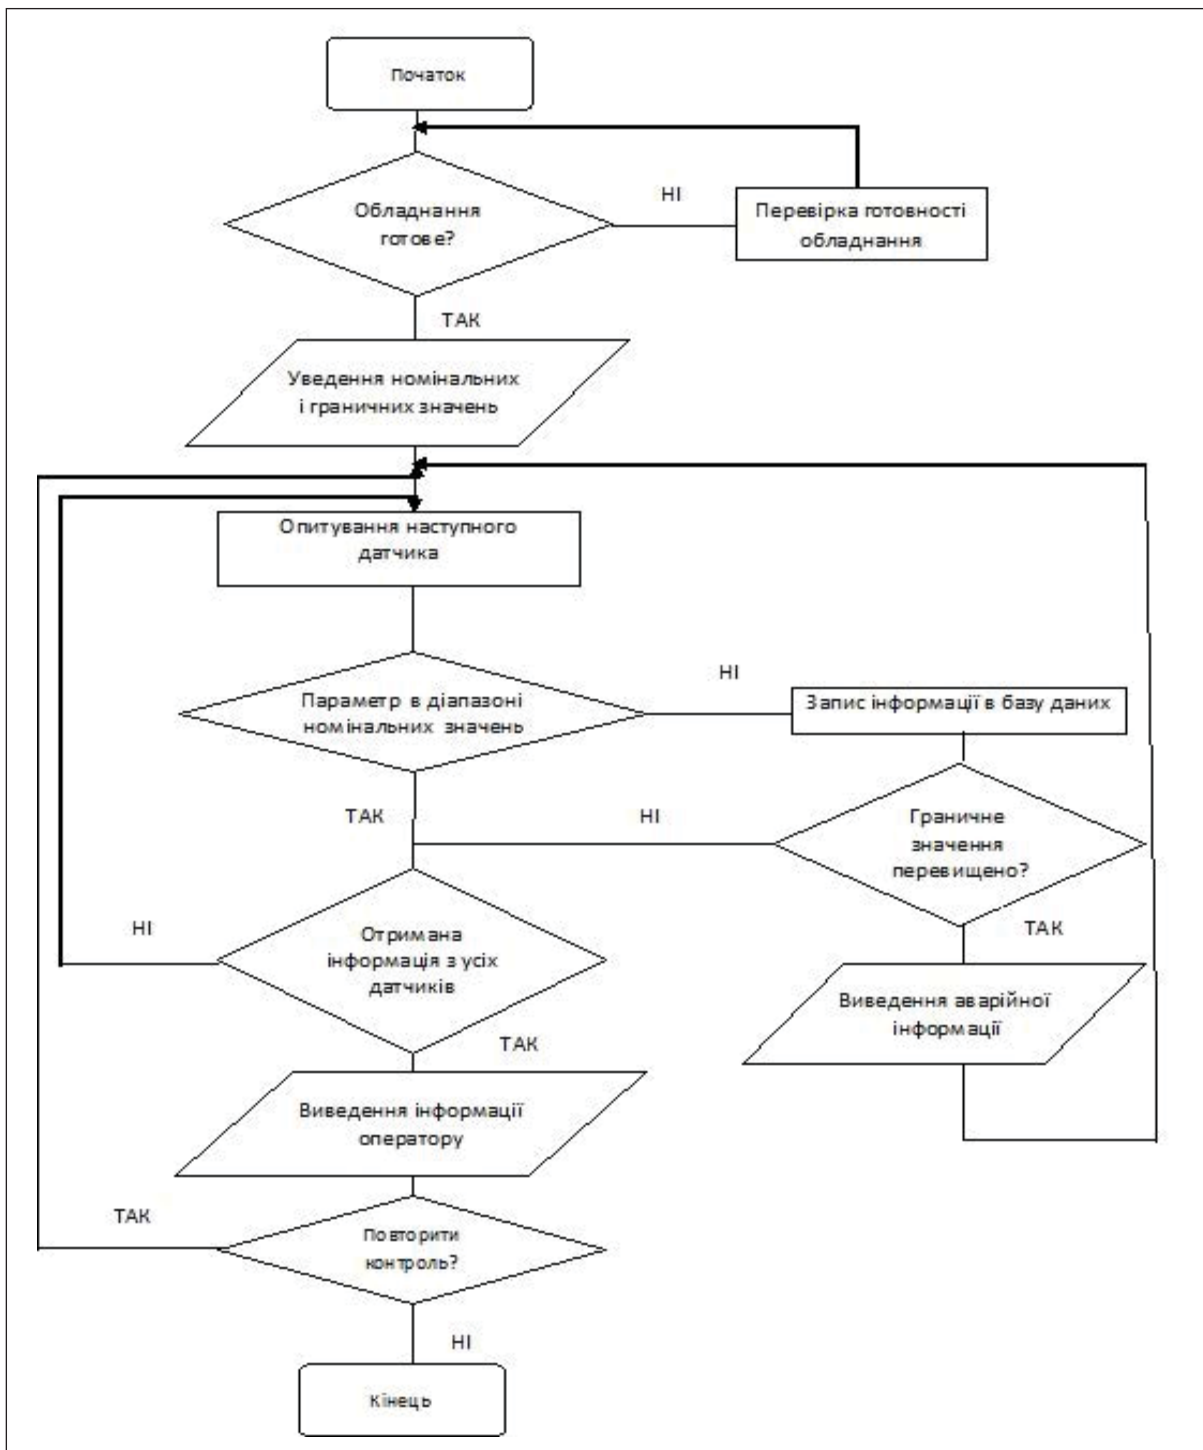 Початок
Обладнання
готове?
НІ
Перевірка готовності
обладнання
ТАК
Уведення номінальних
і граничних значень
Опитування наступного
датчика
Параметр в діапазоні
номінальних значень
НІ
Запис інформації в базу даних
ТАК
НІ
Граничне
значення
перевищено?
ТАК
Виведення аварійної
інформації
НІ
Отримана
інформація з усіх
датчиків
ТАК
Виведення інформації
оператору
ТАК
Повторити
контроль?
НІ
Кінець